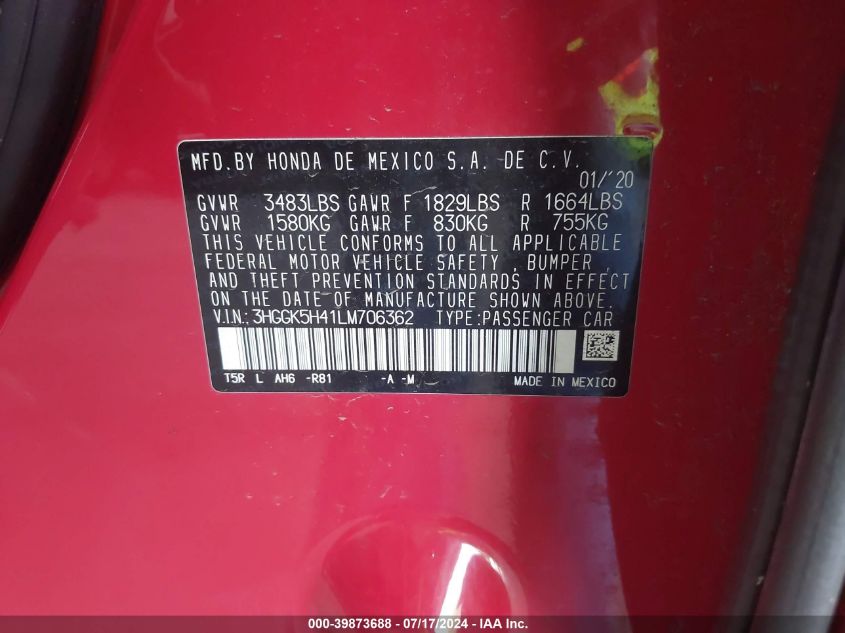 MFD.BY HONDA DE MEXICO S.A. DE C.V.
01/'20
GVWR 3483LBS GAWR F 1829LBS R 1664LBS
GVWR 1580KG GAWR F 830KG R 755KG
THIS VEHICLE CONFORMS TO ALL APPLICABLE
FEDERAL MOTOR VEHICLE SAFETY , BUMPER ,
AND THEFT PREVENTION STANDARDS IN EFFECT
ON THE DATE OF MANUFACTURE SHOWN ABOVE.
V.I.N.: 3HGGK5H41LM706362 TYPE:PASSENGER CAR
T5R L AH6 -R81 -A -M MADE IN MEXICO
000-39873688 - 07/17/2024 - IAA Inc.